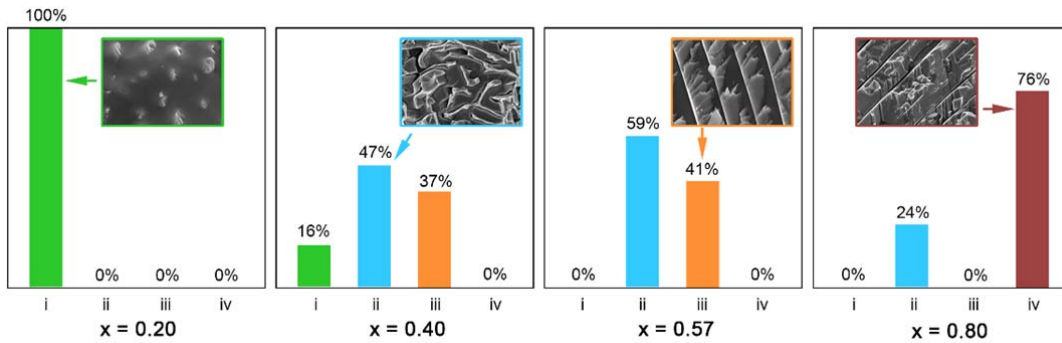 100%
0%
0%
0%
i
ii
iii
iv
x = 0.20
16%
47%
37%
0%
i
ii
iii
iv
x = 0.40
0%
59%
41%
0%
i
ii
iii
iv
x = 0.57
0%
24%
0%
76%
i
ii
iii
iv
x = 0.80